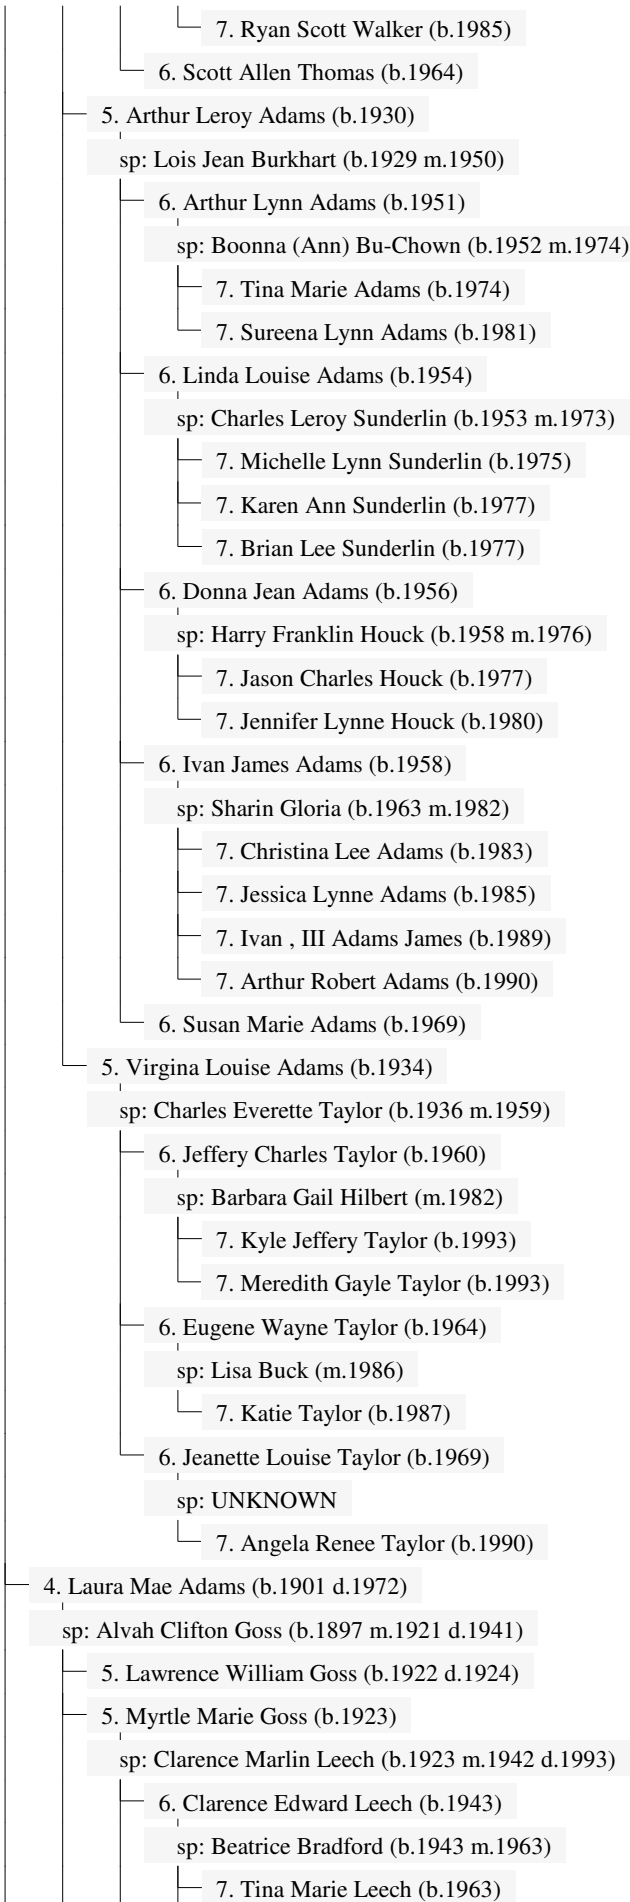 7. Ryan Scott Walker (b.1985)
6. Scott Allen Thomas (b.1964)
5. Arthur Leroy Adams (b.1930)
sp: Lois Jean Burkhart (b.1929 m.1950)
6. Arthur Lynn Adams (b.1951)
sp: Boonna (Ann) Bu-Chown (b.1952 m.1974)
7. Tina Marie Adams (b.1974)
7. Sureena Lynn Adams (b.1981)
6. Linda Louise Adams (b.1954)
sp: Charles Leroy Sunderlin (b.1953 m.1973)
7. Michelle Lynn Sunderlin (b.1975)
7. Karen Ann Sunderlin (b.1977)
7. Brian Lee Sunderlin (b.1977)
6. Donna Jean Adams (b.1956)
sp: Harry Franklin Houck (b.1958 m.1976)
7. Jason Charles Houck (b.1977)
7. Jennifer Lynne Houck (b.1980)
6. Ivan James Adams (b.1958)
sp: Sharin Gloria (b.1963 m.1982)
7. Christina Lee Adams (b.1983)
7. Jessica Lynne Adams (b.1985)
7. Ivan , III Adams James (b.1989)
7. Arthur Robert Adams (b.1990)
6. Susan Marie Adams (b.1969)
5. Virgina Louise Adams (b.1934)
sp: Charles Everette Taylor (b.1936 m.1959)
6. Jeffery Charles Taylor (b.1960)
sp: Barbara Gail Hilbert (m.1982)
7. Kyle Jeffery Taylor (b.1993)
7. Meredith Gayle Taylor (b.1993)
6. Eugene Wayne Taylor (b.1964)
sp: Lisa Buck (m.1986)
7. Katie Taylor (b.1987)
6. Jeanette Louise Taylor (b.1969)
sp: UNKNOWN
7. Angela Renee Taylor (b.1990)
4. Laura Mae Adams (b.1901 d.1972)
sp: Alvah Clifton Goss (b.1897 m.1921 d.1941)
5. Lawrence William Goss (b.1922 d.1924)
5. Myrtle Marie Goss (b.1923)
sp: Clarence Marlin Leech (b.1923 m.1942 d.1993)
6. Clarence Edward Leech (b.1943)
sp: Beatrice Bradford (b.1943 m.1963)
7. Tina Marie Leech (b.1963)